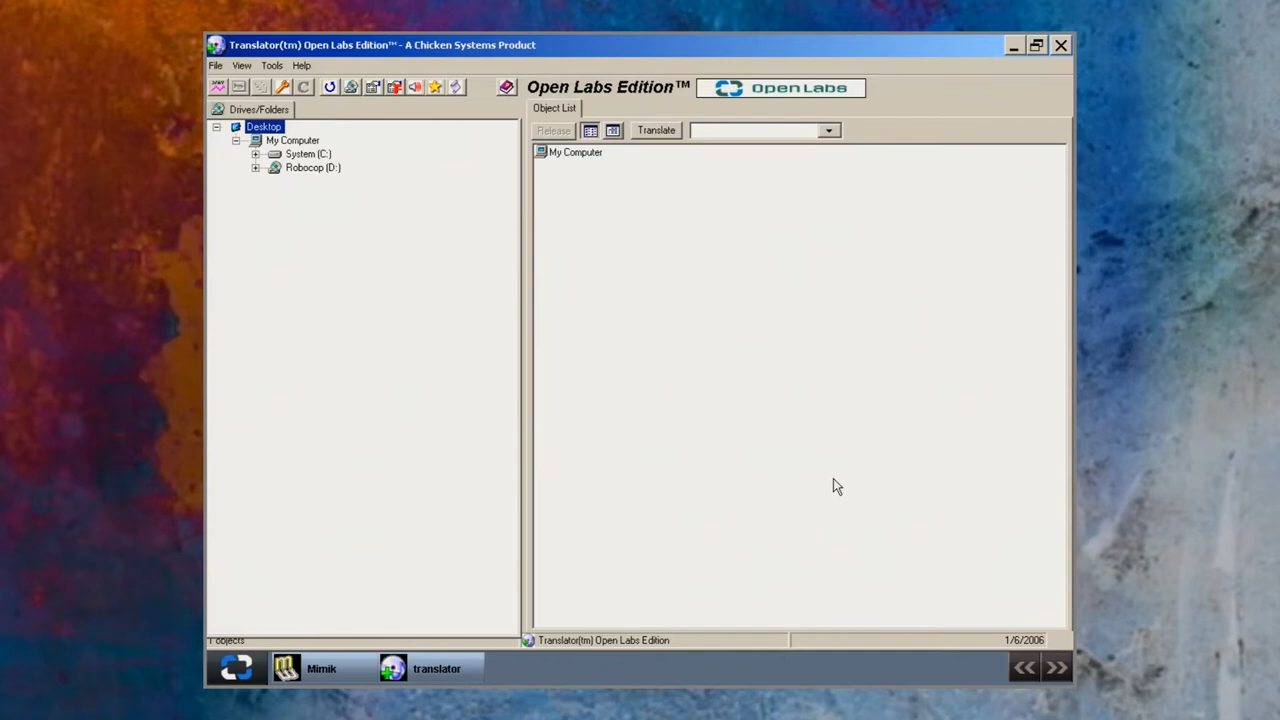 Translator(tm) Open Labs Edition™ - A Chicken Systems Product
File View Tools Help
Open Labs Edition™ Open Labs
Drives/Folders
Object List
Release Translate
Desktop
My Computer
System (C:)
Robocop (D:)
My Computer
1 objects
Translator(tm) Open Labs Edition
1/6/2006
Mimik
translator